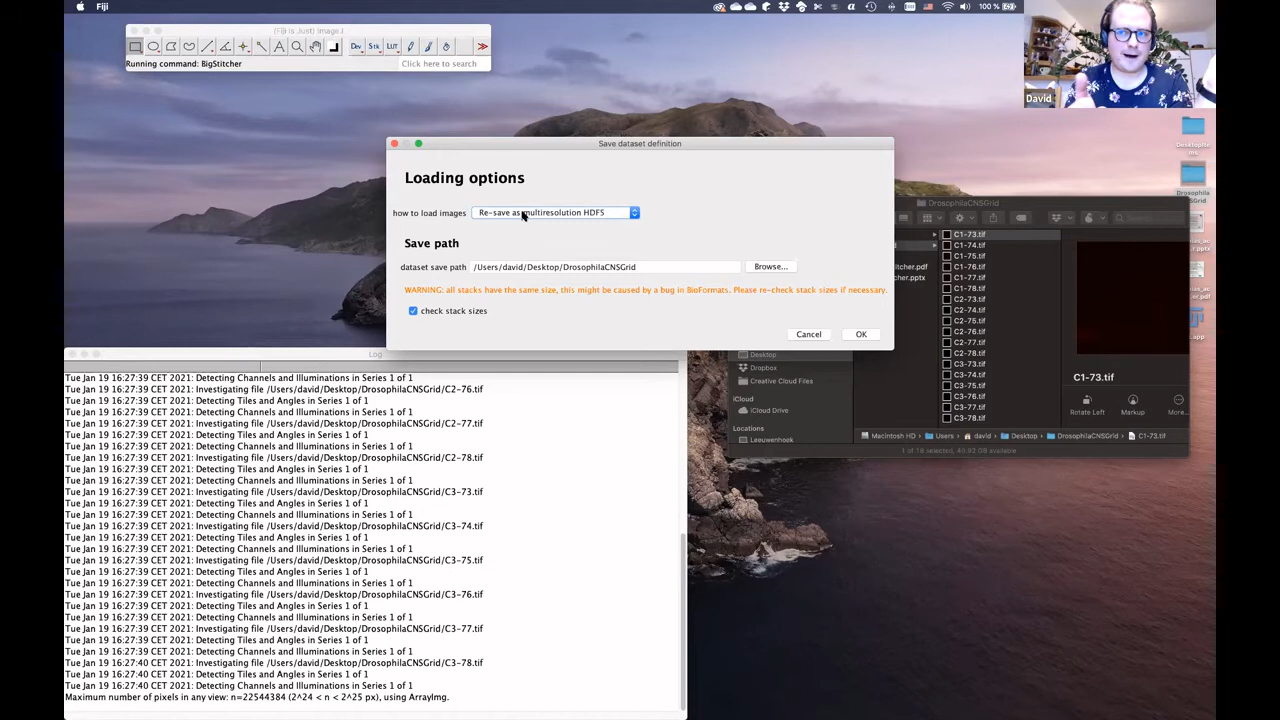 Fiji
100 %
(Fiji is Just) ImageJ
Dev Stk LUT
Running command: BigStitcher
Click here to search
David
Save dataset definition
Loading options
how to load images Re-save as multiresolution HDF5
Save path
dataset save path /Users/david/Desktop/DrosophilaCNSGrid Browse...
WARNING: all stacks have the same size, this might be caused by a bug in BioFormats. Please re-check stack sizes if necessary.
check stack sizes
Cancel OK
DrosophilaCNSGrid
Search
C1-73.tif
C1-74.tif
C1-75.tif
C1-76.tif
C1-77.tif
C1-78.tif
C2-73.tif
C2-74.tif
C2-75.tif
C2-76.tif
C2-77.tif
C2-78.tif
C3-73.tif
C3-74.tif
C3-75.tif
C3-76.tif
C3-77.tif
C3-78.tif
Desktop
Dropbox
Creative Cloud Files
iCloud
iCloud Drive
Locations
Leeuwenhoek
C1-73.tif
Rotate Left Markup More...
Macintosh HD Users david Desktop DrosophilaCNSGrid C1-73.tif
Log
Tue Jan 19 16:27:39 CET 2021: Detecting Channels and Illuminations in Series 1 of 1
Tue Jan 19 16:27:39 CET 2021: Investigating file /Users/david/Desktop/DrosophilaCNSGrid/C2-76.tif
Tue Jan 19 16:27:39 CET 2021: Detecting Tiles and Angles in Series 1 of 1
Tue Jan 19 16:27:39 CET 2021: Detecting Channels and Illuminations in Series 1 of 1
Tue Jan 19 16:27:39 CET 2021: Investigating file /Users/david/Desktop/DrosophilaCNSGrid/C2-77.tif
Tue Jan 19 16:27:39 CET 2021: Detecting Tiles and Angles in Series 1 of 1
Tue Jan 19 16:27:39 CET 2021: Detecting Channels and Illuminations in Series 1 of 1
Tue Jan 19 16:27:39 CET 2021: Investigating file /Users/david/Desktop/DrosophilaCNSGrid/C2-78.tif
Tue Jan 19 16:27:39 CET 2021: Detecting Tiles and Angles in Series 1 of 1
Tue Jan 19 16:27:39 CET 2021: Detecting Channels and Illuminations in Series 1 of 1
Tue Jan 19 16:27:39 CET 2021: Investigating file /Users/david/Desktop/DrosophilaCNSGrid/C3-73.tif
Tue Jan 19 16:27:39 CET 2021: Detecting Tiles and Angles in Series 1 of 1
Tue Jan 19 16:27:39 CET 2021: Detecting Channels and Illuminations in Series 1 of 1
Tue Jan 19 16:27:39 CET 2021: Investigating file /Users/david/Desktop/DrosophilaCNSGrid/C3-74.tif
Tue Jan 19 16:27:39 CET 2021: Detecting Tiles and Angles in Series 1 of 1
Tue Jan 19 16:27:39 CET 2021: Detecting Channels and Illuminations in Series 1 of 1
Tue Jan 19 16:27:39 CET 2021: Investigating file /Users/david/Desktop/DrosophilaCNSGrid/C3-75.tif
Tue Jan 19 16:27:39 CET 2021: Detecting Tiles and Angles in Series 1 of 1
Tue Jan 19 16:27:39 CET 2021: Detecting Channels and Illuminations in Series 1 of 1
Tue Jan 19 16:27:39 CET 2021: Investigating file /Users/david/Desktop/DrosophilaCNSGrid/C3-76.tif
Tue Jan 19 16:27:39 CET 2021: Detecting Tiles and Angles in Series 1 of 1
Tue Jan 19 16:27:39 CET 2021: Detecting Channels and Illuminations in Series 1 of 1
Tue Jan 19 16:27:39 CET 2021: Investigating file /Users/david/Desktop/DrosophilaCNSGrid/C3-77.tif
Tue Jan 19 16:27:39 CET 2021: Detecting Tiles and Angles in Series 1 of 1
Tue Jan 19 16:27:39 CET 2021: Detecting Channels and Illuminations in Series 1 of 1
Tue Jan 19 16:27:40 CET 2021: Investigating file /Users/david/Desktop/DrosophilaCNSGrid/C3-78.tif
Tue Jan 19 16:27:40 CET 2021: Detecting Tiles and Angles in Series 1 of 1
Tue Jan 19 16:27:40 CET 2021: Detecting Channels and Illuminations in Series 1 of 1
Maximum number of pixels in any view: n=22544384 (2^24 < n < 2^25 px), using ArrayImg.